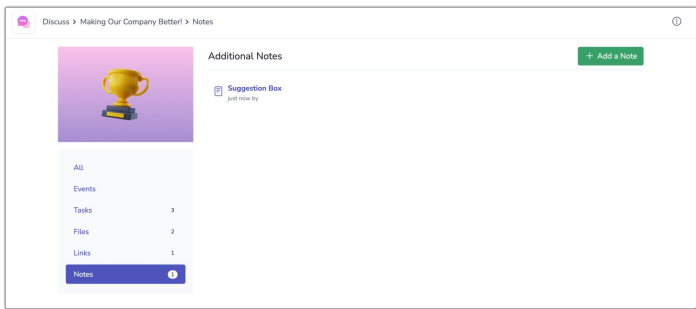 Discuss > Making Our Company Better! > Notes
Additional Notes
+ Add a Note
Suggestion Box
just now by
All
Events
Tasks 3
Files 2
Links 1
Notes 1